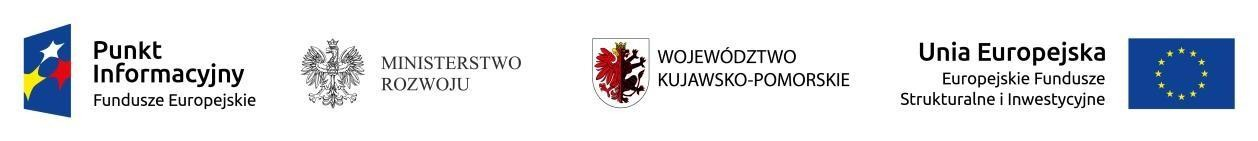 Punkt
Informacyjny
Fundusze Europejskie
MINISTERSTWO
ROZWOJU
WOJEWÓDZTWO
KUJAWSKO-POMORSKIE
Unia Europejska
Europejskie Fundusze
Strukturalne i Inwestycyjne